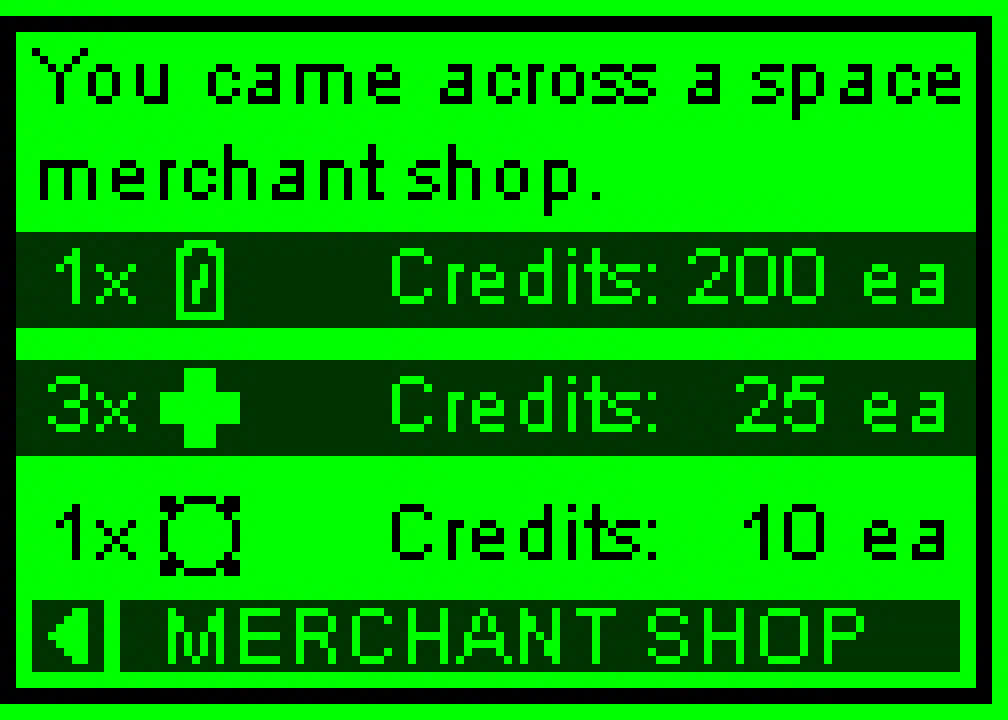 You came across a space
merchant shop.
1x Credits: 200 ea
3x Credits: 25 ea
1x Credits: 10 ea
MERCHANT SHOP